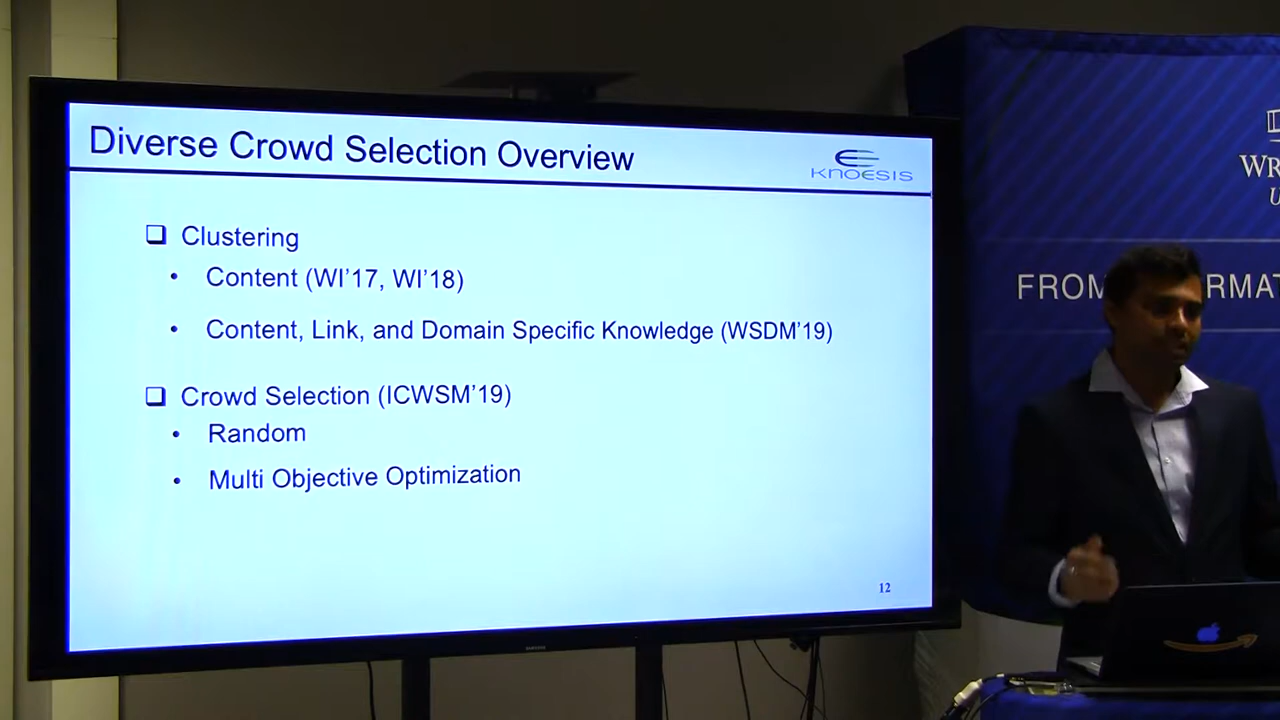 Diverse Crowd Selection Overview
KNOESIS
❑ Clustering
• Content (WI'17, WI'18)
• Content, Link, and Domain Specific Knowledge (WSDM'19)
❑ Crowd Selection (ICWSM'19)
• Random
• Multi Objective Optimization
12
WR
U
FROM
RMAT